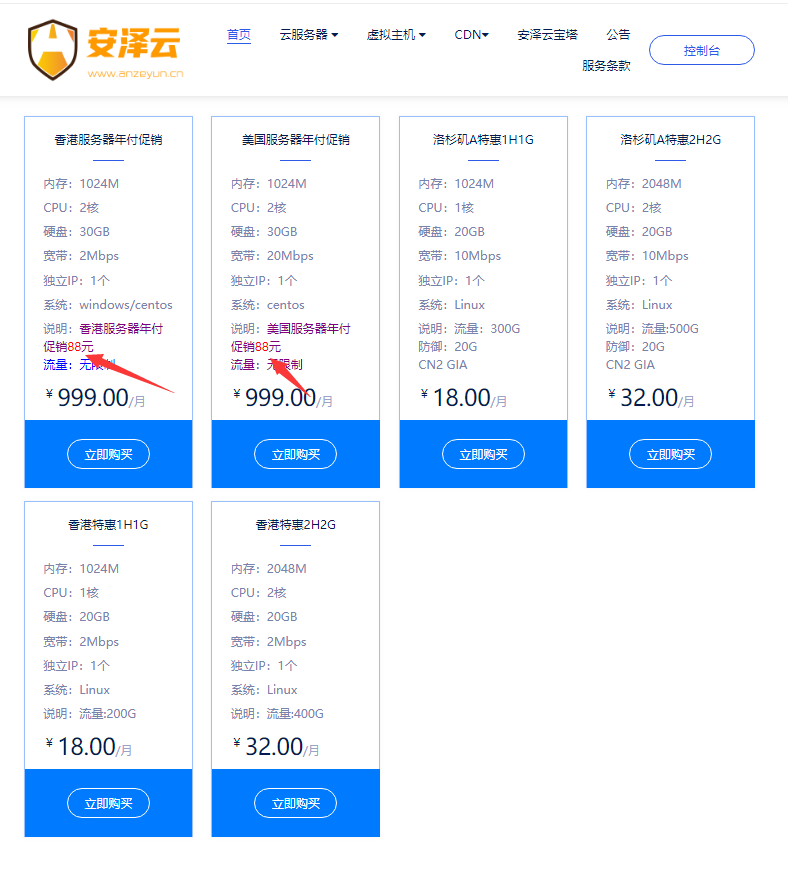 安泽云
www.anzeyun.cn
首页
云服务器
虚拟主机
CDN
安泽云宝塔
公告
服务条款
控制台
香港服务器年付促销
内存：1024M
CPU：2核
硬盘：30GB
宽带：2Mbps
独立IP：1个
系统：windows/centos
说明：香港服务器年付
促销88元
流量：无限制
¥ 999.00/月
立即购买
美国服务器年付促销
内存：1024M
CPU：2核
硬盘：30GB
宽带：20Mbps
独立IP：1个
系统：centos
说明：美国服务器年付
促销88元
流量：无限制
¥ 999.00/月
立即购买
洛杉矶A特惠1H1G
内存：1024M
CPU：1核
硬盘：20GB
宽带：10Mbps
独立IP：1个
系统：Linux
说明：流量：300G
防御：20G
CN2 GIA
¥ 18.00/月
立即购买
洛杉矶A特惠2H2G
内存：2048M
CPU：2核
硬盘：20GB
宽带：10Mbps
独立IP：1个
系统：Linux
说明：流量:500G
防御：20G
CN2 GIA
¥ 32.00/月
立即购买
香港特惠1H1G
内存：1024M
CPU：1核
硬盘：20GB
宽带：2Mbps
独立IP：1个
系统：Linux
说明：流量:200G
¥ 18.00/月
立即购买
香港特惠2H2G
内存：2048M
CPU：2核
硬盘：20GB
宽带：2Mbps
独立IP：1个
系统：Linux
说明：流量:400G
¥ 32.00/月
立即购买